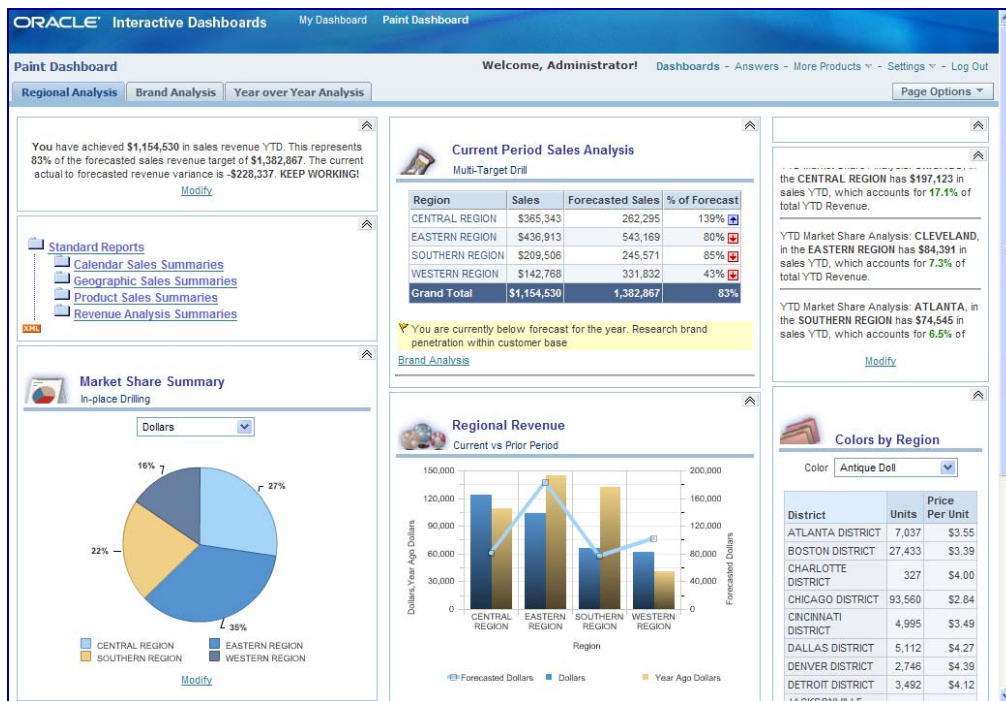 ORACLE Interactive Dashboards My Dashboard Paint Dashboard
Paint Dashboard Welcome, Administrator! Dashboards - Answers - More Products - Settings - Log Out
Regional Analysis Brand Analysis Year over Year Analysis Page Options
You have achieved $1,154,530 in sales revenue YTD. This represents
83% of the forecasted sales revenue target of $1,382,867. The current
actual to forecasted revenue variance is -$228,337. KEEP WORKING!
Modify
Standard Reports
Calendar Sales Summaries
Geographic Sales Summaries
Product Sales Summaries
Revenue Analysis Summaries
XML
Market Share Summary
In-place Drilling
Dollars
16%
27%
22%
35%
CENTRAL REGION EASTERN REGION
SOUTHERN REGION WESTERN REGION
Modify
Current Period Sales Analysis
Multi-Target Drill
Region Sales Forecasted Sales % of Forecast
CENTRAL REGION $365,343 262,295 139%
EASTERN REGION $436,913 543,169 80%
SOUTHERN REGION $209,506 245,571 85%
WESTERN REGION $142,768 331,832 43%
Grand Total $1,154,530 1,382,867 83%
You are currently below forecast for the year. Research brand
penetration within customer base
Brand Analysis
Regional Revenue
Current vs Prior Period
150,000 200,000
120,000 160,000
90,000 120,000
60,000 80,000
30,000 40,000
0 0
Dollars,Year Ago Dollars
Forecasted Dollars
CENTRAL REGION EASTERN REGION SOUTHERN REGION WESTERN REGION
Region
Forecasted Dollars Dollars Year Ago Dollars
the CENTRAL REGION has $197,123 in
sales YTD, which accounts for 17.1% of
total YTD Revenue.
YTD Market Share Analysis: CLEVELAND,
in the EASTERN REGION has $84,391 in
sales YTD, which accounts for 7.3% of
total YTD Revenue.
YTD Market Share Analysis: ATLANTA, in
the SOUTHERN REGION has $74,545 in
sales YTD, which accounts for 6.5% of
Modify
Colors by Region
Color Antique Doll
District Units Price Per Unit
ATLANTA DISTRICT 7,037 $3.55
BOSTON DISTRICT 27,433 $3.39
CHARLOTTE DISTRICT 327 $4.00
CHICAGO DISTRICT 93,560 $2.84
CINCINNATI DISTRICT 4,995 $3.49
DALLAS DISTRICT 5,112 $4.27
DENVER DISTRICT 2,746 $4.39
DETROIT DISTRICT 3,492 $4.12